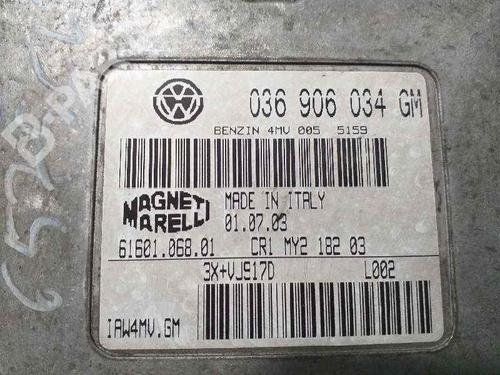 036 906 034 GM
BENZIN 4MV 005 5159
MAGNETI MARELLI
MADE IN ITALY
01.07.03
61601.068.01 CR1 MY2 182 03
3X+VJ917D L002
IAW4MV.GM